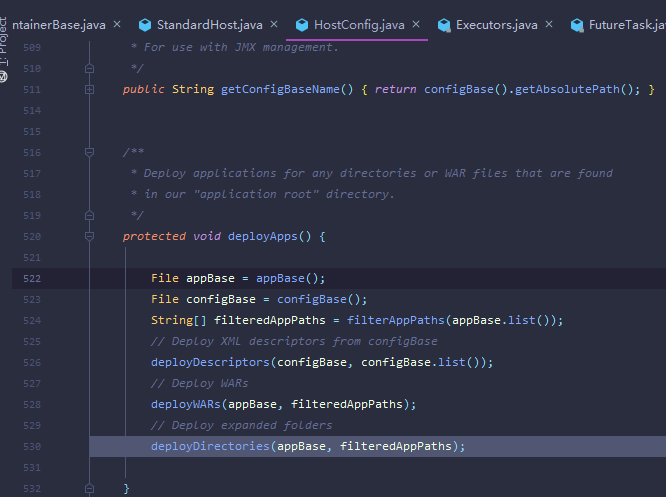 ntainerBase.java × StandardHost.java × HostConfig.java × Executors.java × FutureTask.ja
1: Project
509 * For use with JMX management.
510 */
511 public String getConfigBaseName() { return configBase().getAbsolutePath(); }
514
515
516 /**
517 * Deploy applications for any directories or WAR files that are found
518 * in our "application root" directory.
519 */
520 protected void deployApps() {
521
522 File appBase = appBase();
523 File configBase = configBase();
524 String[] filteredAppPaths = filterAppPaths(appBase.list());
525 // Deploy XML descriptors from configBase
526 deployDescriptors(configBase, configBase.list());
527 // Deploy WARs
528 deployWARs(appBase, filteredAppPaths);
529 // Deploy expanded folders
530 deployDirectories(appBase, filteredAppPaths);
531
532 }